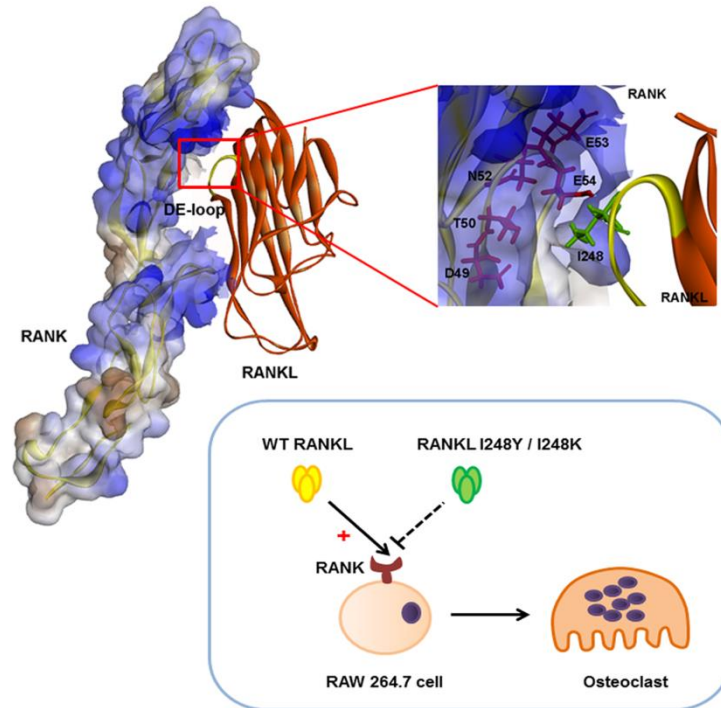 RANK
E53
N52
E54
DE-loop
T50
I248
D49
RANK
RANKL
RANKL
WT RANKL
RANKL I248Y / I248K
+
RANK
RAW 264.7 cell
Osteoclast